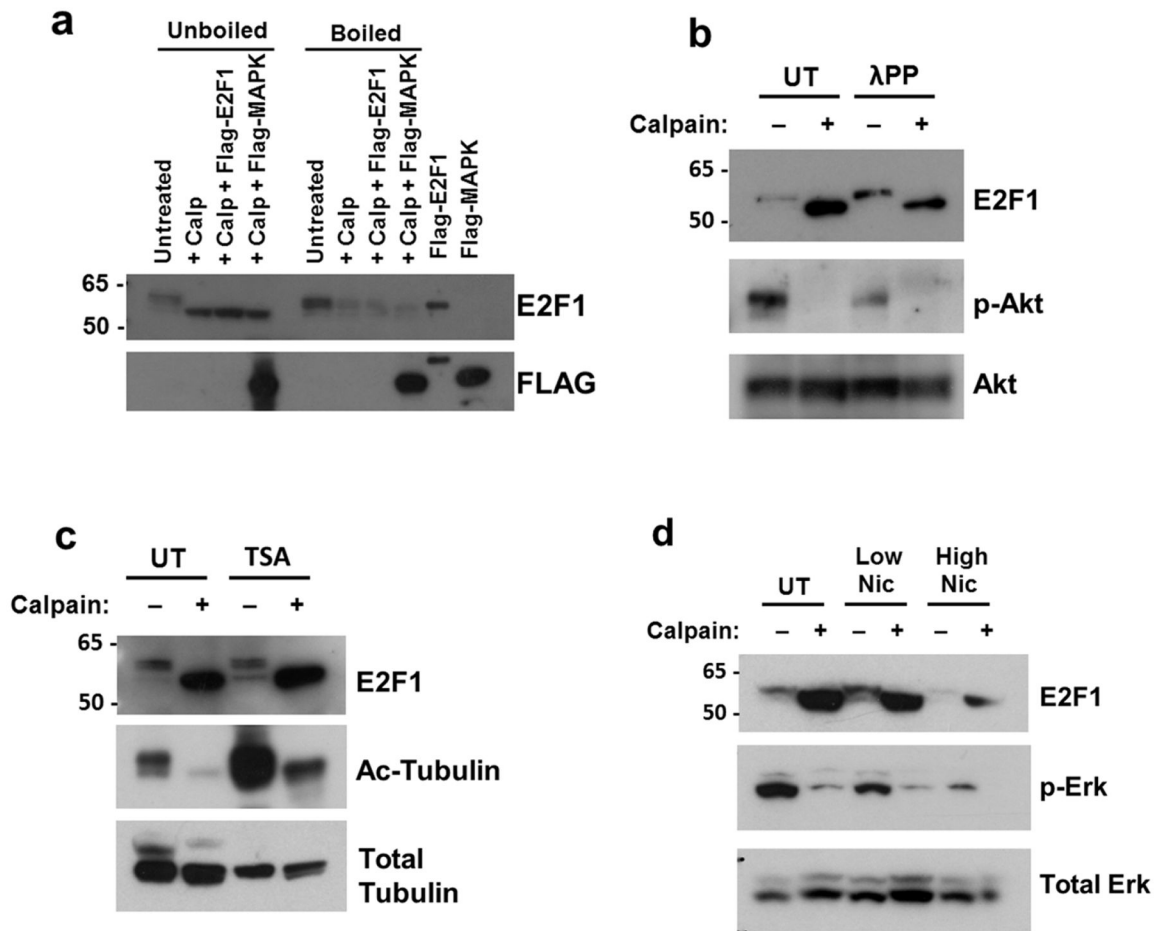 a
Unboiled Boiled
Untreated
+ Calp
+ Calp + Flag-E2F1
+ Calp + Flag-MAPK
Untreated
+ Calp
+ Calp + Flag-E2F1
+ Calp + Flag-MAPK
Flag-E2F1
Flag-MAPK
65 -
50 -
E2F1
FLAG
b
UT λPP
Calpain: – + – +
65 -
50 -
E2F1
p-Akt
Akt
c
UT TSA
Calpain: – + – +
65 -
50 -
E2F1
Ac-Tubulin
Total
Tubulin
d
UT Low Nic High Nic
Calpain: – + – + – +
65 -
50 -
E2F1
p-Erk
Total Erk